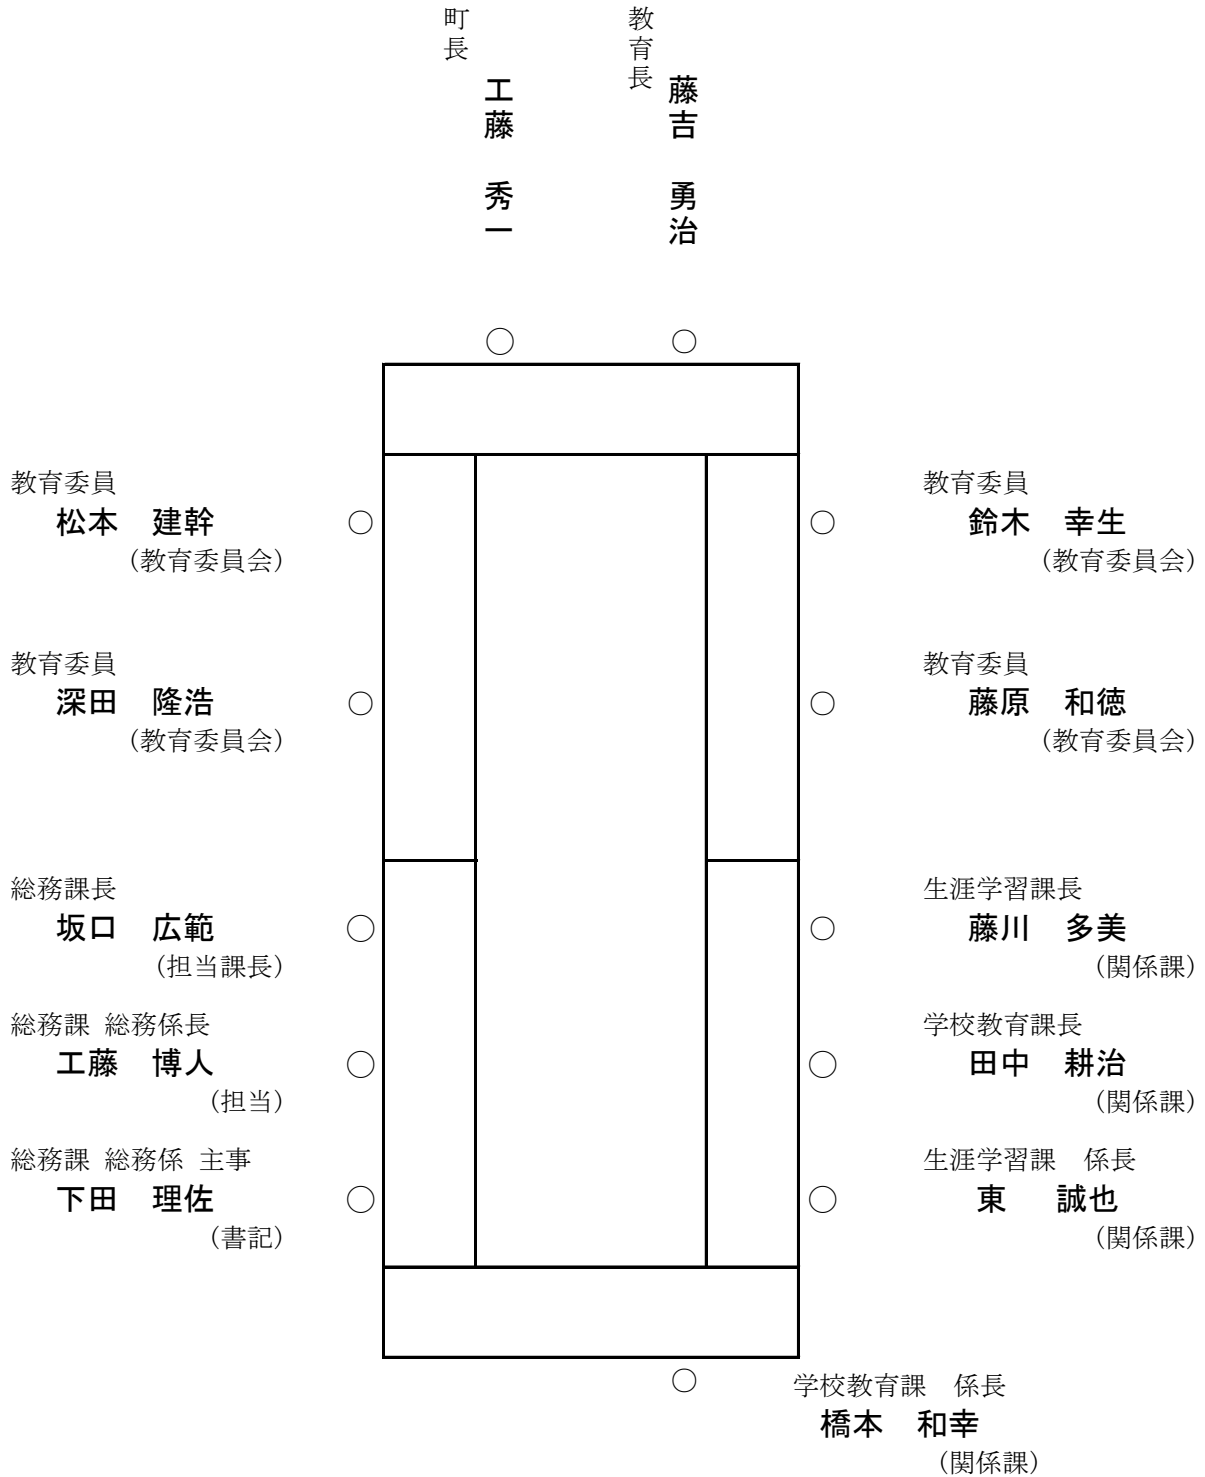 町長
工藤　秀一
教育長
藤吉　勇治
○
○
教育委員
松本　建幹
（教育委員会）
○
○
教育委員
鈴木　幸生
（教育委員会）
教育委員
深田　隆浩
（教育委員会）
○
○
教育委員
藤原　和徳
（教育委員会）
総務課長
坂口　広範
（担当課長）
○
○
生涯学習課長
藤川　多美
（関係課）
総務課 総務係長
工藤　博人
（担当）
○
○
学校教育課長
田中　耕治
（関係課）
総務課 総務係 主事
下田　理佐
（書記）
○
○
生涯学習課　係長
東　誠也
（関係課）
○
学校教育課　係長
橋本　和幸
（関係課）